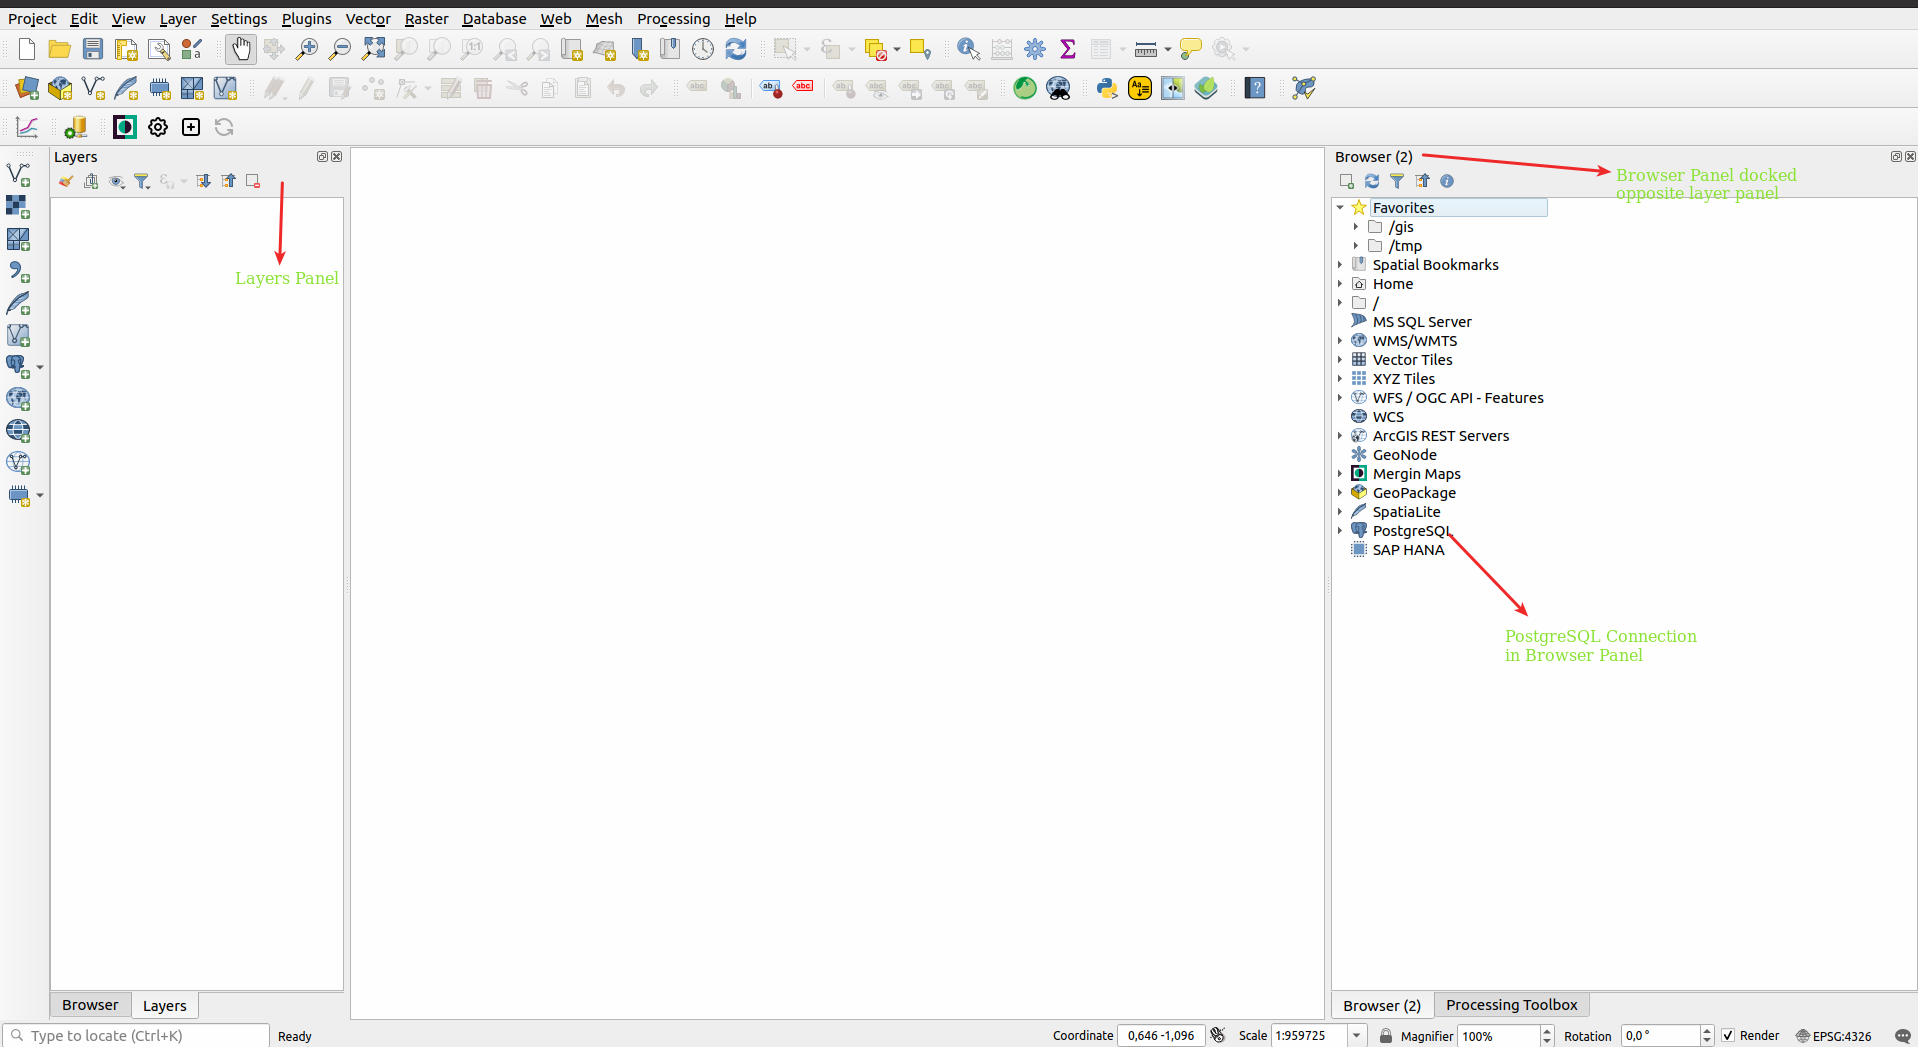 Project Edit View Layer Settings Plugins Vector Raster Database Web Mesh Processing Help
Layers
Layers Panel
Browser (2)
Browser Panel docked
opposite layer panel
Favorites
/gis
/tmp
Spatial Bookmarks
Home
/
MS SQL Server
WMS/WMTS
Vector Tiles
XYZ Tiles
WFS / OGC API - Features
WCS
ArcGIS REST Servers
GeoNode
Mergin Maps
GeoPackage
SpatiaLite
PostgreSQL
SAP HANA
PostgreSQL Connection
in Browser Panel
Browser Layers
Browser (2) Processing Toolbox
Type to locate (Ctrl+K) Ready Coordinate 0,646 -1,096 Scale 1:959725 Magnifier 100% Rotation 0,0 ° Render EPSG:4326